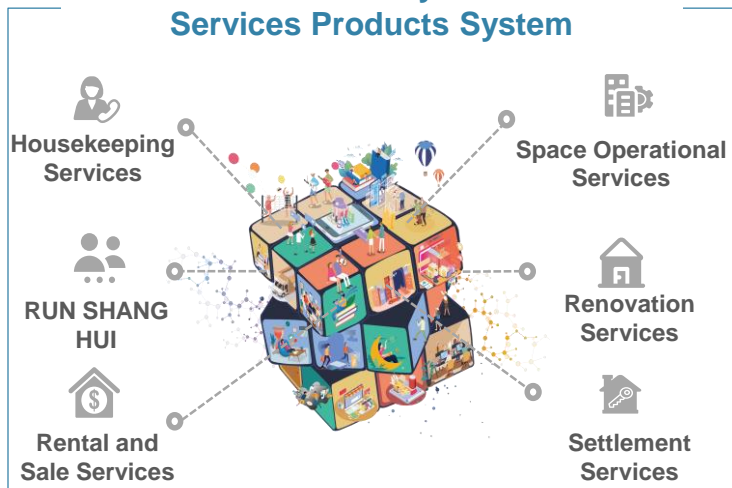 Services Products System
Housekeeping
Services
Space Operational
Services
RUN SHANG
HUI
Renovation
Services
Rental and
Sale Services
Settlement
Services